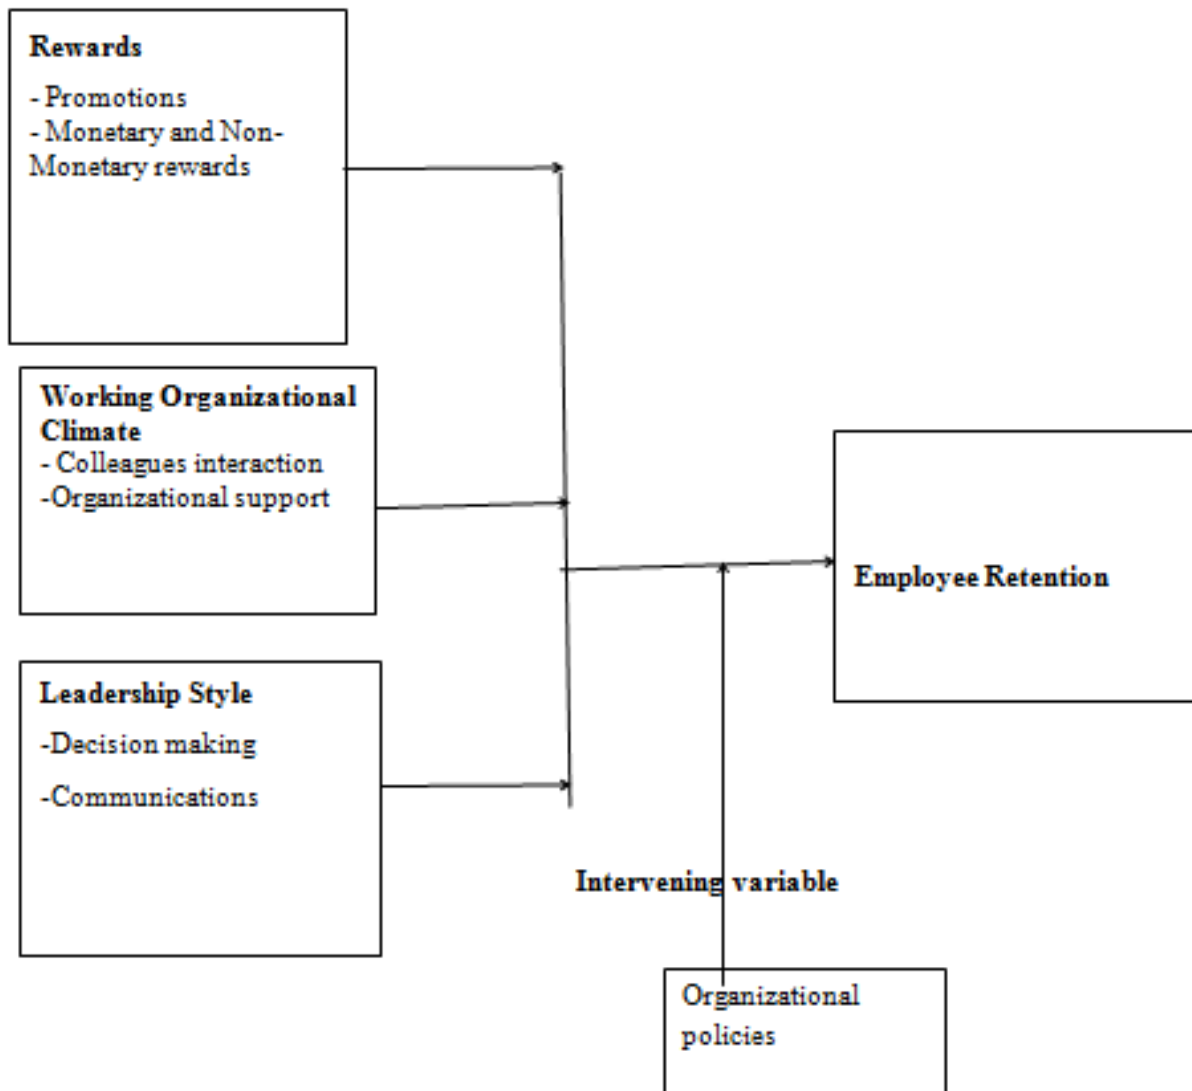 Rewards
- Promotions
- Monetary and Non-
Monetary rewards
Working Organizational
Climate
- Colleagues interaction
-Organizational support
Employee Retention
Leadership Style
-Decision making
-Communications
Intervening variable
Organizational
policies